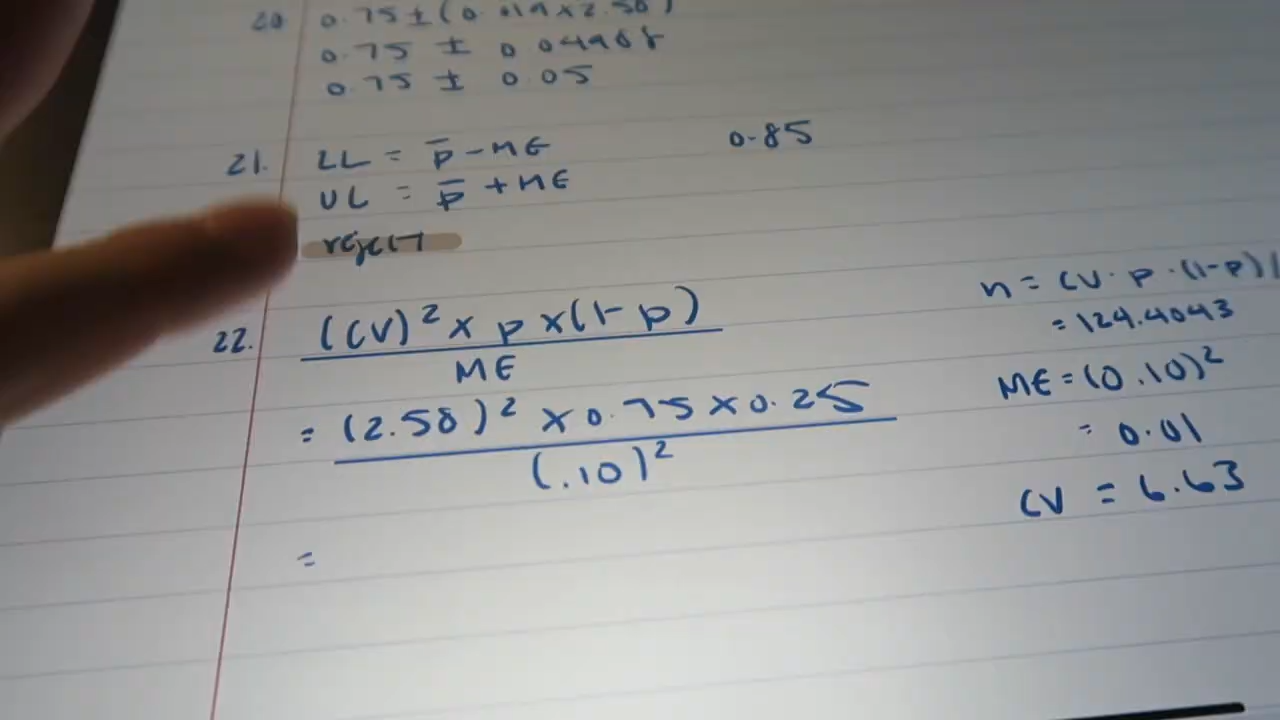 20 0.75 ± (0.019 x 2.58)
0.75 ± 0.04908
0.75 ± 0.05
21. LL = p̅ - ME
UL = p̅ + ME
0.85
reject
22. (CV)² x p x (1- p)
ME
= (2.58)² x 0.75 x 0.25
(.10)²
=
n = CV · p · (1-p) /
= 124.4043
ME = (0.10)²
= 0.01
CV = 6.63